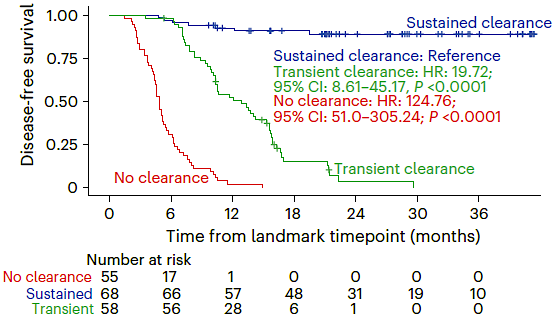 Disease-free survival
1.00
0.75
0.50
0.25
0
Sustained clearance
Sustained clearance: Reference
Transient clearance: HR: 19.72;
95% CI: 8.61–45.17, P <0.0001
No clearance: HR: 124.76;
95% CI: 51.0–305.24; P <0.0001
Transient clearance
No clearance
0 6 12 18 24 30 36
Time from landmark timepoint (months)
Number at risk
No clearance 55 17 1 0 0 0 0
Sustained 68 66 57 48 31 19 10
Transient 58 56 28 6 1 0 0